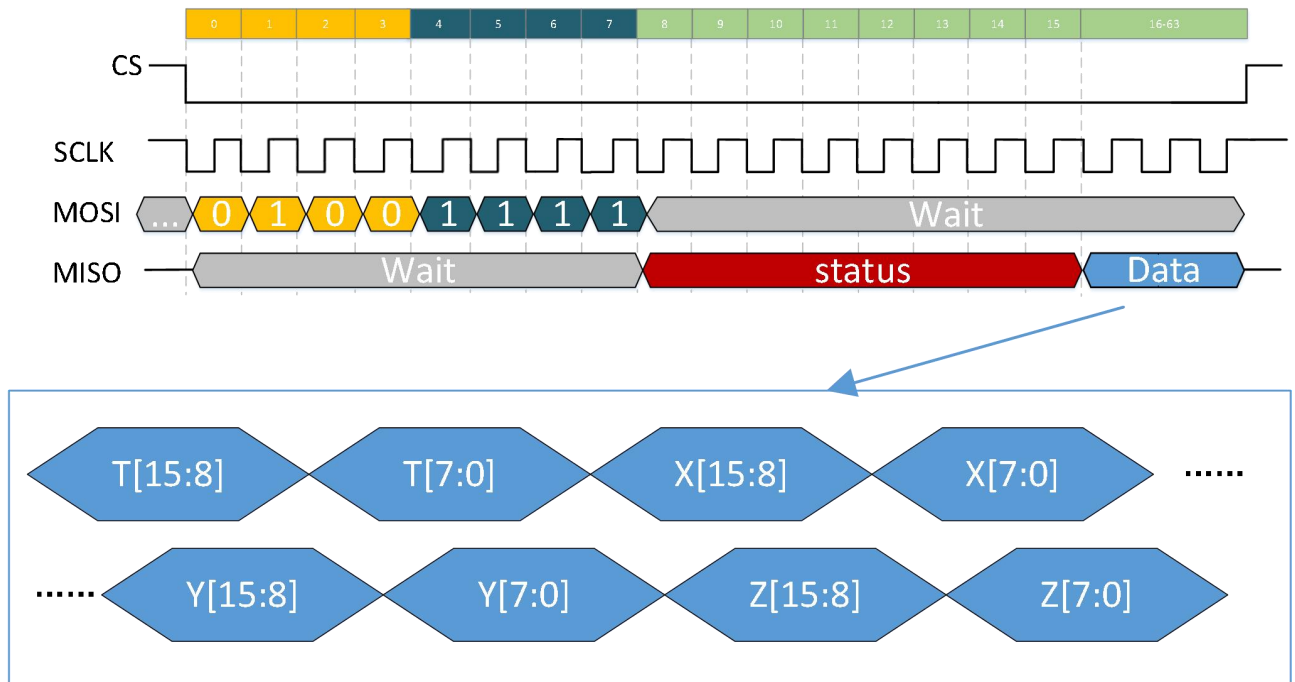 0 1 2 3 4 5 6 7 8 9 10 11 12 13 14 15 16-63
CS
SCLK
MOSI ... 0 1 0 0 1 1 1 1 Wait
MISO Wait status Data
T[15:8] T[7:0] X[15:8] X[7:0] ......
...... Y[15:8] Y[7:0] Z[15:8] Z[7:0]